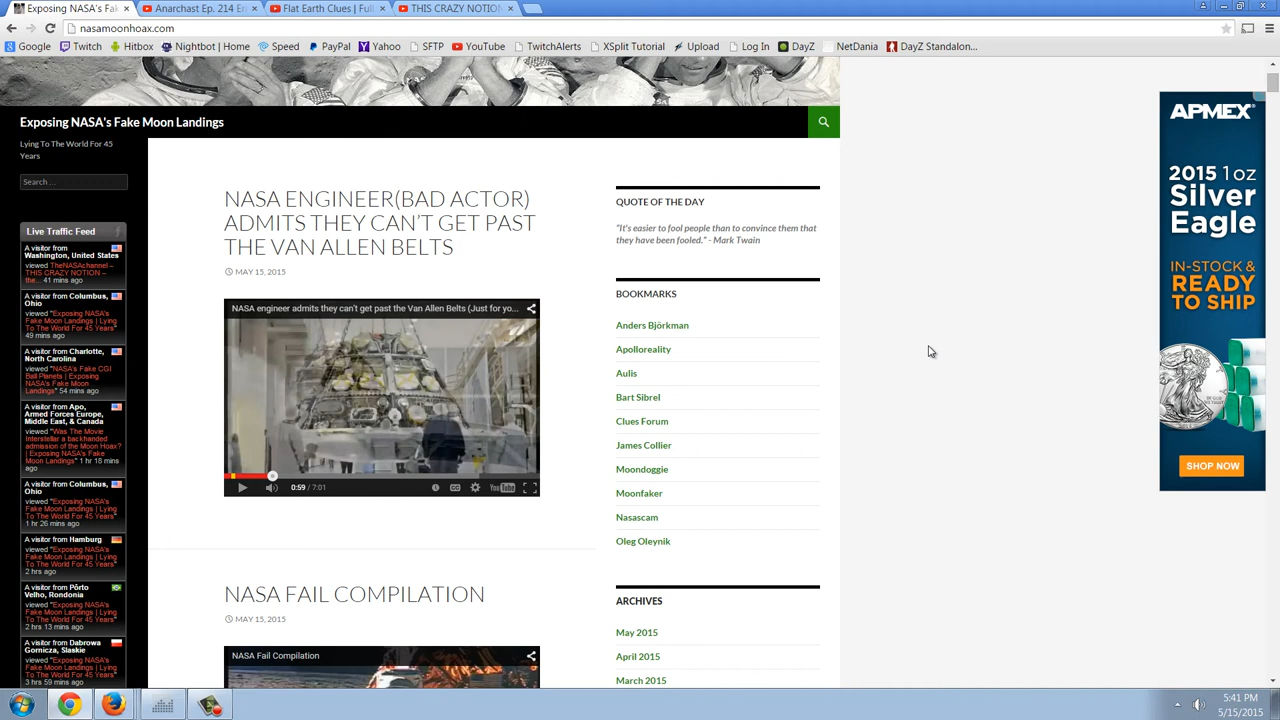 Exposing NASA's Fak
Anarchast Ep. 214 Er
Flat Earth Clues | Full
THIS CRAZY NOTION
nasamoonhoax.com
Google
Twitch
Hitbox
Nightbot | Home
Speed
PayPal
Yahoo
SFTP
YouTube
TwitchAlerts
XSplit Tutorial
Upload
Log In
DayZ
NetDania
DayZ Standalon...
Exposing NASA's Fake Moon Landings
Lying To The World For 45
Years
Search …
Live Traffic Feed
A visitor from
Washington, United States
viewed "TheNASAchannel –
THIS CRAZY NOTION –
the... 41 mins ago
A visitor from Columbus,
Ohio
viewed "Exposing NASA's
Fake Moon Landings | Lying
To The World For 45 Years"
49 mins ago
A visitor from Charlotte,
North Carolina
viewed "NASA's Fake CGI
Ball Planets | Exposing
NASA's Fake Moon
Landings" 54 mins ago
A visitor from Apo,
Armed Forces Europe,
Middle East, & Canada
viewed "Was The Movie
Interstellar a backhanded
admission of the Moon Hoax?
| Exposing NASA's Fake
Moon Landings" 1 hr 18 mins
ago
A visitor from Columbus,
Ohio
viewed "Exposing NASA's
Fake Moon Landings | Lying
To The World For 45 Years"
1 hr 26 mins ago
A visitor from Hamburg
viewed "Exposing NASA's
Fake Moon Landings | Lying
To The World For 45 Years"
2 hrs ago
A visitor from Pôrto
Velho, Rondonia
viewed "Exposing NASA's
Fake Moon Landings | Lying
To The World For 45 Years"
2 hrs 13 mins ago
A visitor from Dabrowa
Gornicza, Slaskie
viewed "Exposing NASA's
Fake Moon Landings | Lying
To The World For 45 Years"
3 hrs 59 mins ago
NASA ENGINEER(BAD ACTOR)
ADMITS THEY CAN'T GET PAST
THE VAN ALLEN BELTS
MAY 15, 2015
NASA engineer admits they can't get past the Van Allen Belts (Just for yo...
0:59 / 7:01
CC
YouTube
NASA FAIL COMPILATION
MAY 15, 2015
NASA Fail Compilation
QUOTE OF THE DAY
"It's easier to fool people than to convince them that
they have been fooled." - Mark Twain
BOOKMARKS
Anders Björkman
Apolloreality
Aulis
Bart Sibrel
Clues Forum
James Collier
Moondoggie
Moonfaker
Nasascam
Oleg Oleynik
ARCHIVES
May 2015
April 2015
March 2015
APMEX
2015 1 oz
Silver
Eagle
IN-STOCK &
READY
TO SHIP
SHOP NOW
5:41 PM
5/15/2015